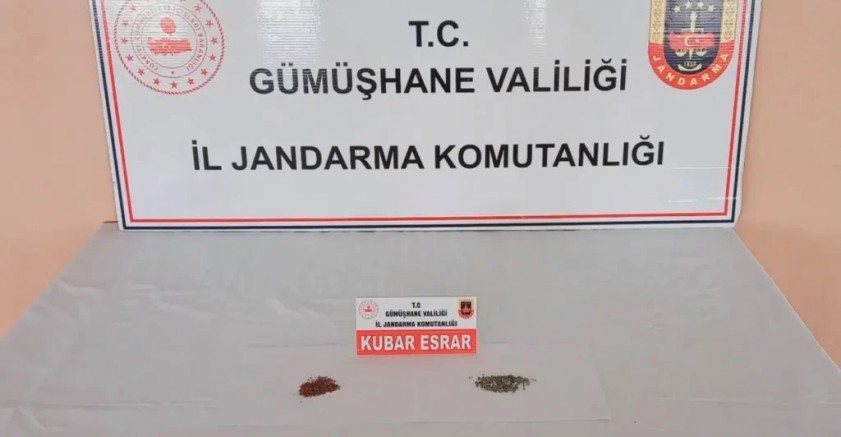 T.C.
GÜMÜŞHANE VALİLİĞİ
İL JANDARMA KOMUTANLIĞI
JANDARMA
T.C
GÜMÜŞHANE VALİLİĞİ
İL JANDARMA KOMUTANLIĞI
KUBAR ESRAR